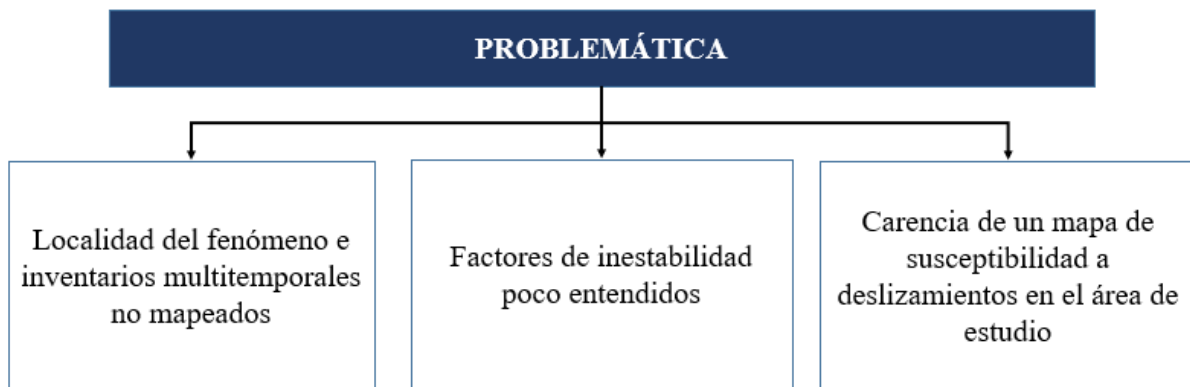 PROBLEMÁTICA
Localidad del fenómeno e
inventarios multitemporales
no mapeados
Factores de inestabilidad
poco entendidos
Carencia de un mapa de
susceptibilidad a
deslizamientos en el área de
estudio